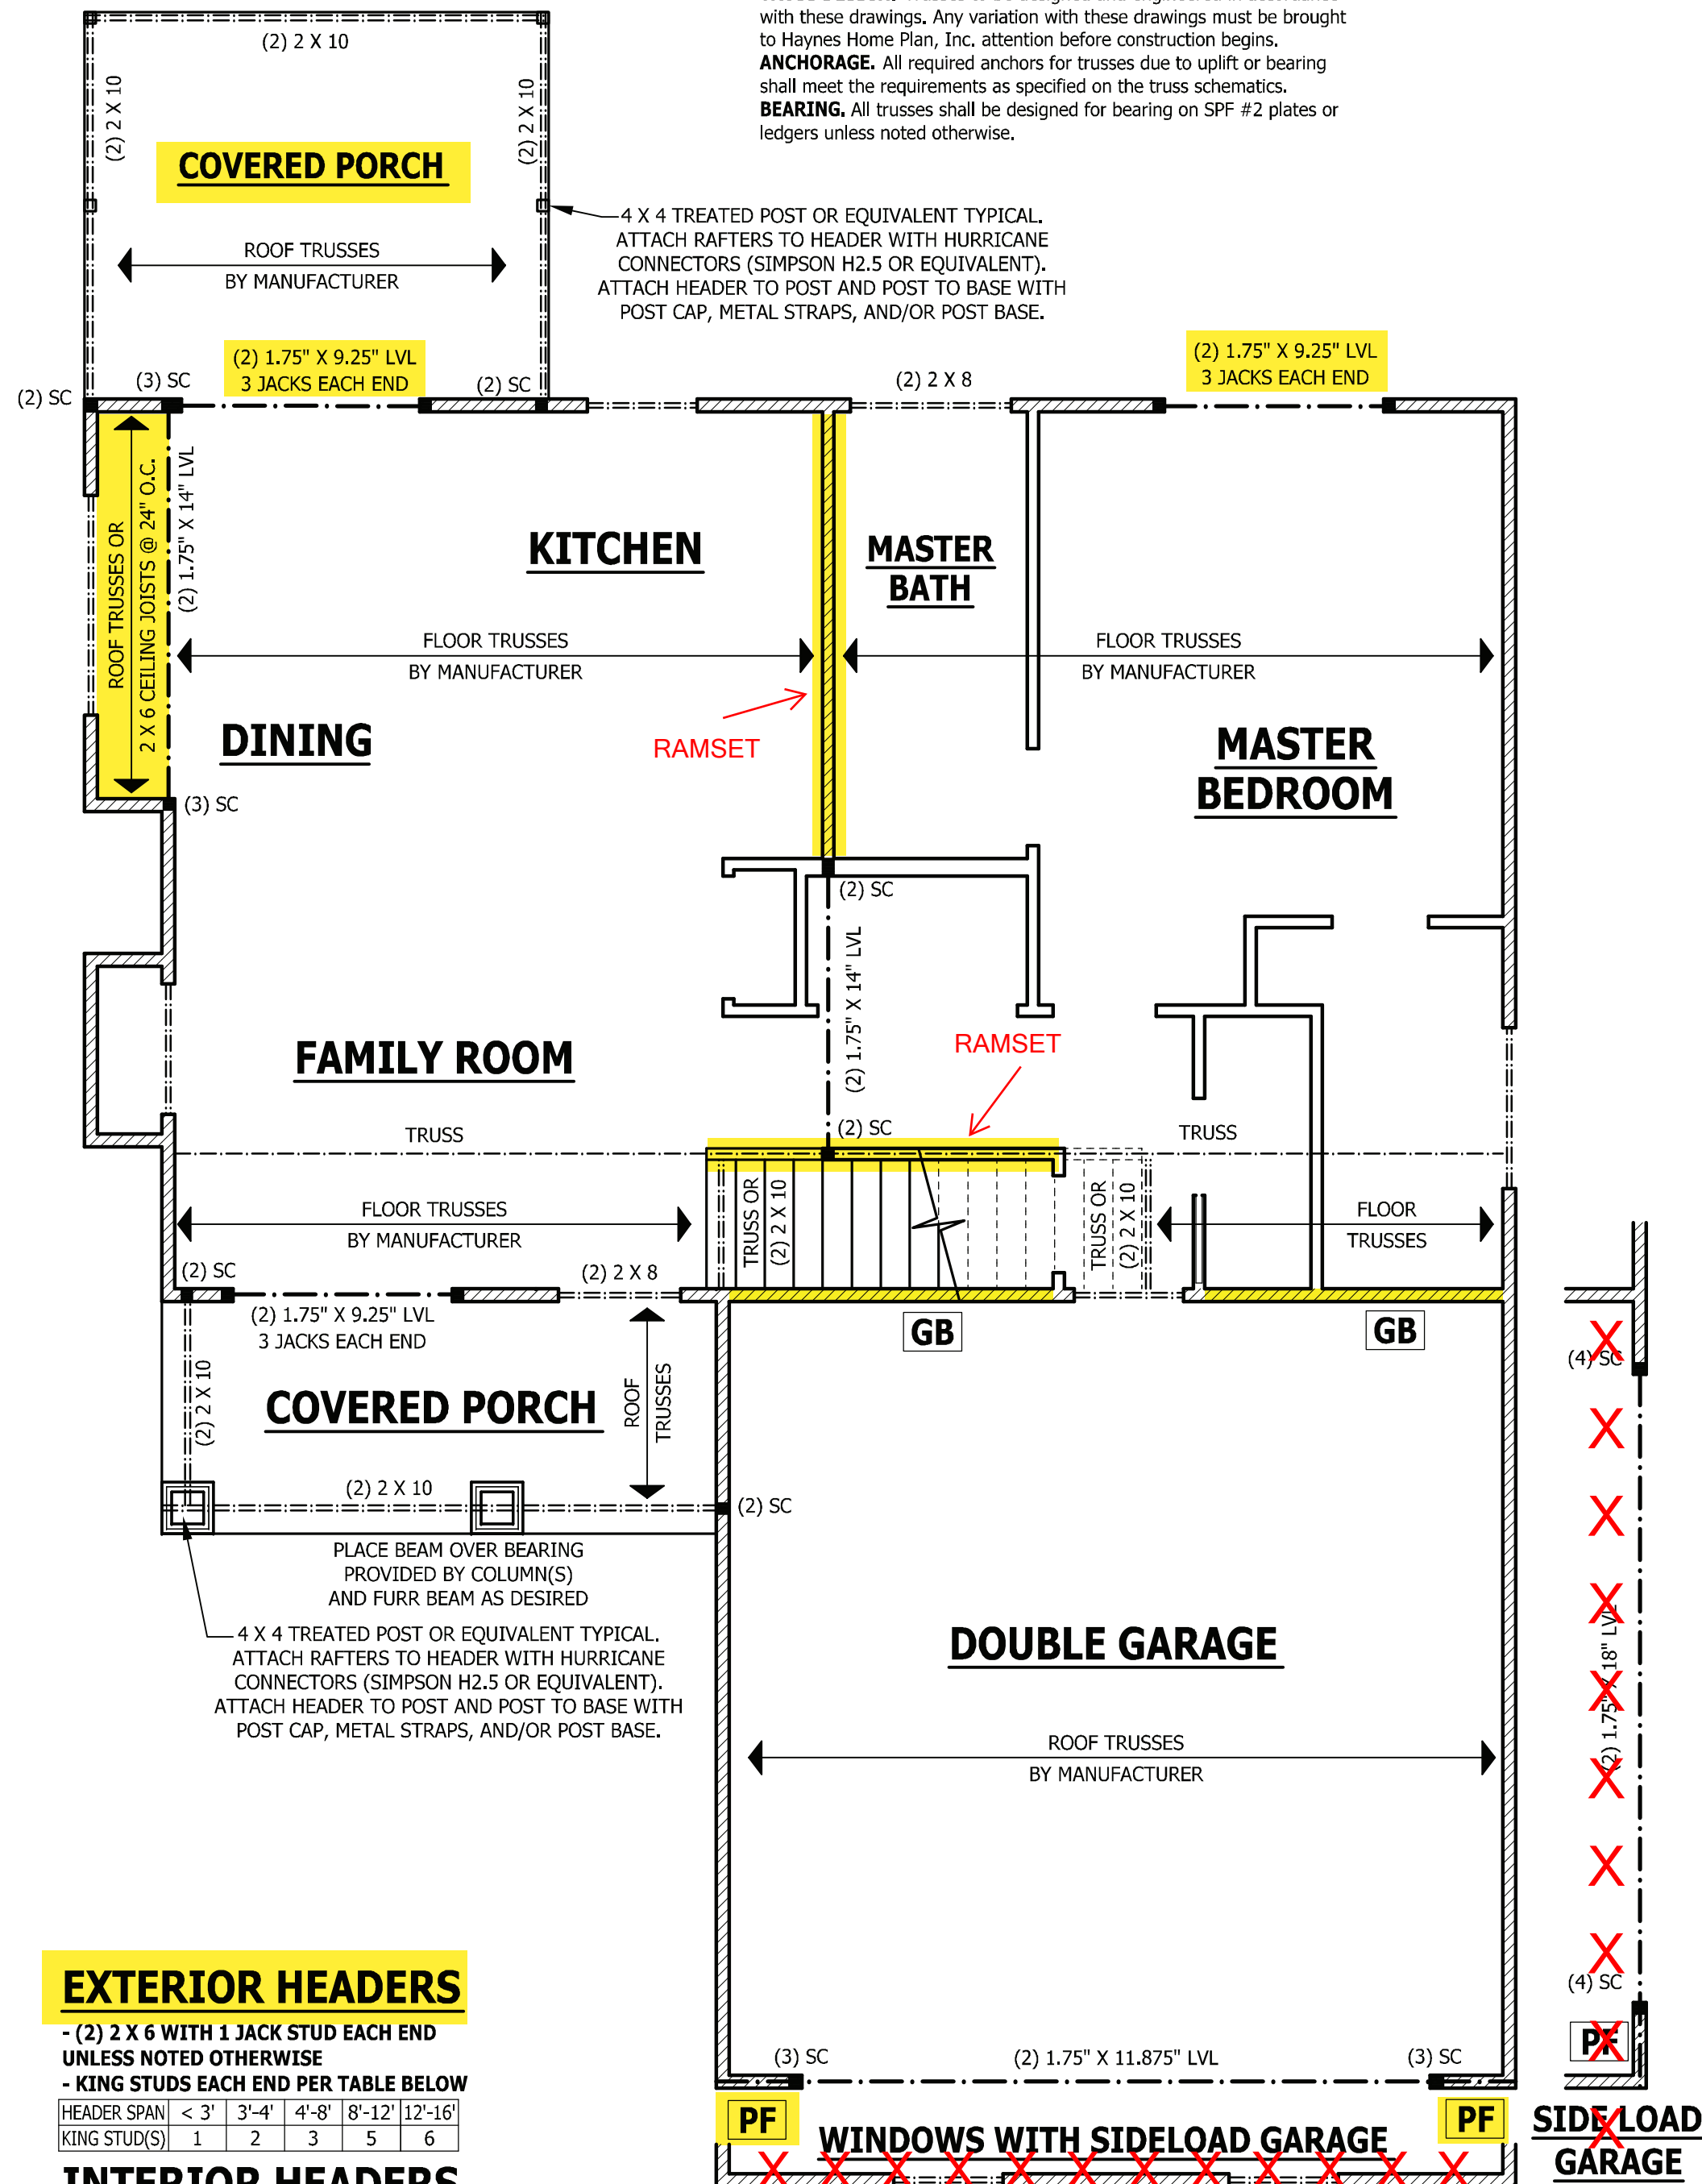 with these drawings. Any variation with these drawings must be brought
to Haynes Home Plan, Inc. attention before construction begins.
ANCHORAGE. All required anchors for trusses due to uplift or bearing
shall meet the requirements as specified on the truss schematics.
BEARING. All trusses shall be designed for bearing on SPF #2 plates or
ledgers unless noted otherwise.
(2) 2 X 10
(2) 2 X 10
(2) 2 X 10
COVERED PORCH
ROOF TRUSSES
BY MANUFACTURER
4 X 4 TREATED POST OR EQUIVALENT TYPICAL.
ATTACH RAFTERS TO HEADER WITH HURRICANE
CONNECTORS (SIMPSON H2.5 OR EQUIVALENT).
ATTACH HEADER TO POST AND POST TO BASE WITH
POST CAP, METAL STRAPS, AND/OR POST BASE.
(2) 1.75" X 9.25" LVL
3 JACKS EACH END
(2) 1.75" X 9.25" LVL
3 JACKS EACH END
(2) SC
(3) SC
(2) SC
(2) 2 X 8
ROOF TRUSSES OR
2 X 6 CEILING JOISTS @ 24" O.C.
(2) 1.75" X 14" LVL
KITCHEN
MASTER
BATH
FLOOR TRUSSES
BY MANUFACTURER
FLOOR TRUSSES
BY MANUFACTURER
RAMSET
DINING
MASTER
BEDROOM
(3) SC
(2) SC
(2) 1.75" X 14" LVL
RAMSET
FAMILY ROOM
(2) SC
TRUSS
TRUSS
FLOOR TRUSSES
BY MANUFACTURER
TRUSS OR
(2) 2 X 10
TRUSS OR
(2) 2 X 10
FLOOR
TRUSSES
(2) SC
(2) 2 X 8
(2) 1.75" X 9.25" LVL
3 JACKS EACH END
GB
GB
(4) SC
X
X
X
X
X
X
X
X
(2) 2 X 10
COVERED PORCH
ROOF
TRUSSES
(2) 2 X 10
(2) SC
PLACE BEAM OVER BEARING
PROVIDED BY COLUMN(S)
AND FURR BEAM AS DESIRED
4 X 4 TREATED POST OR EQUIVALENT TYPICAL.
ATTACH RAFTERS TO HEADER WITH HURRICANE
CONNECTORS (SIMPSON H2.5 OR EQUIVALENT).
ATTACH HEADER TO POST AND POST TO BASE WITH
POST CAP, METAL STRAPS, AND/OR POST BASE.
DOUBLE GARAGE
(2) 1.75" X 18" LVL
ROOF TRUSSES
BY MANUFACTURER
(4) SC
PF
X
EXTERIOR HEADERS
- (2) 2 X 6 WITH 1 JACK STUD EACH END
UNLESS NOTED OTHERWISE
- KING STUDS EACH END PER TABLE BELOW
HEADER SPAN < 3' 3'-4' 4'-8' 8'-12' 12'-16'
KING STUD(S) 1 2 3 5 6
INTERIOR HEADERS
(3) SC
(2) 1.75" X 11.875" LVL
(3) SC
PF
PF
WINDOWS WITH SIDELOAD GARAGE
X X X X X X X X X X X X
SIDE LOAD
GARAGE
X